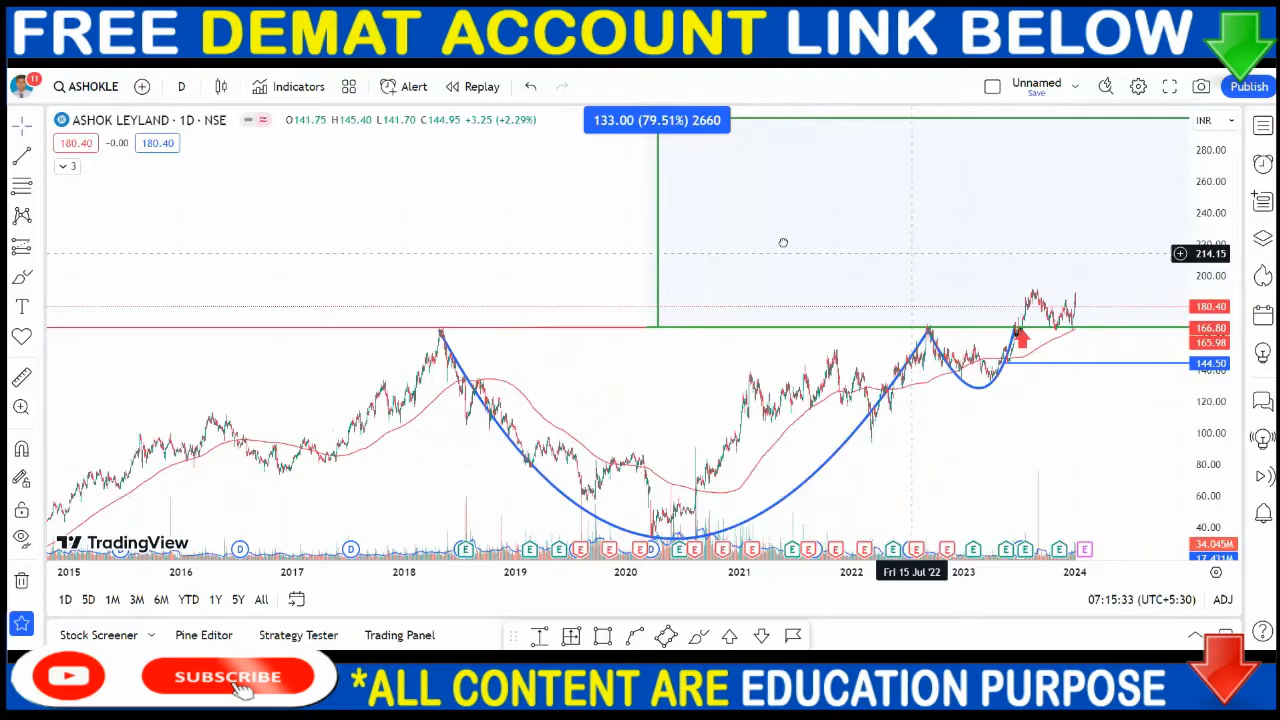 FREE DEMAT ACCOUNT LINK BELOW
11
ASHOKLE
D
Indicators
Alert
Replay
Unnamed
Save
Publish
ASHOK LEYLAND · 1D · NSE
O141.75 H145.40 L141.70 C144.95 +3.25 (+2.29%)
133.00 (79.51%) 2660
INR
180.40
-0.00
180.40
3
280.00
260.00
240.00
214.15
200.00
180.40
166.80
165.98
144.50
140.00
120.00
100.00
80.00
60.00
40.00
34.045M
17.431M
TradingView
D D D
E E E E E E E E E E E E E E E E E E E E E
2015 2016 2017 2018 2019 2020 2021 2022 Fri 15 Jul '22 2023 2024
1D 5D 1M 3M 6M YTD 1Y 5Y All
07:15:33 (UTC+5:30) ADJ
Stock Screener Pine Editor Strategy Tester Trading Panel
SUBSCRIBE
*ALL CONTENT ARE EDUCATION PURPOSE